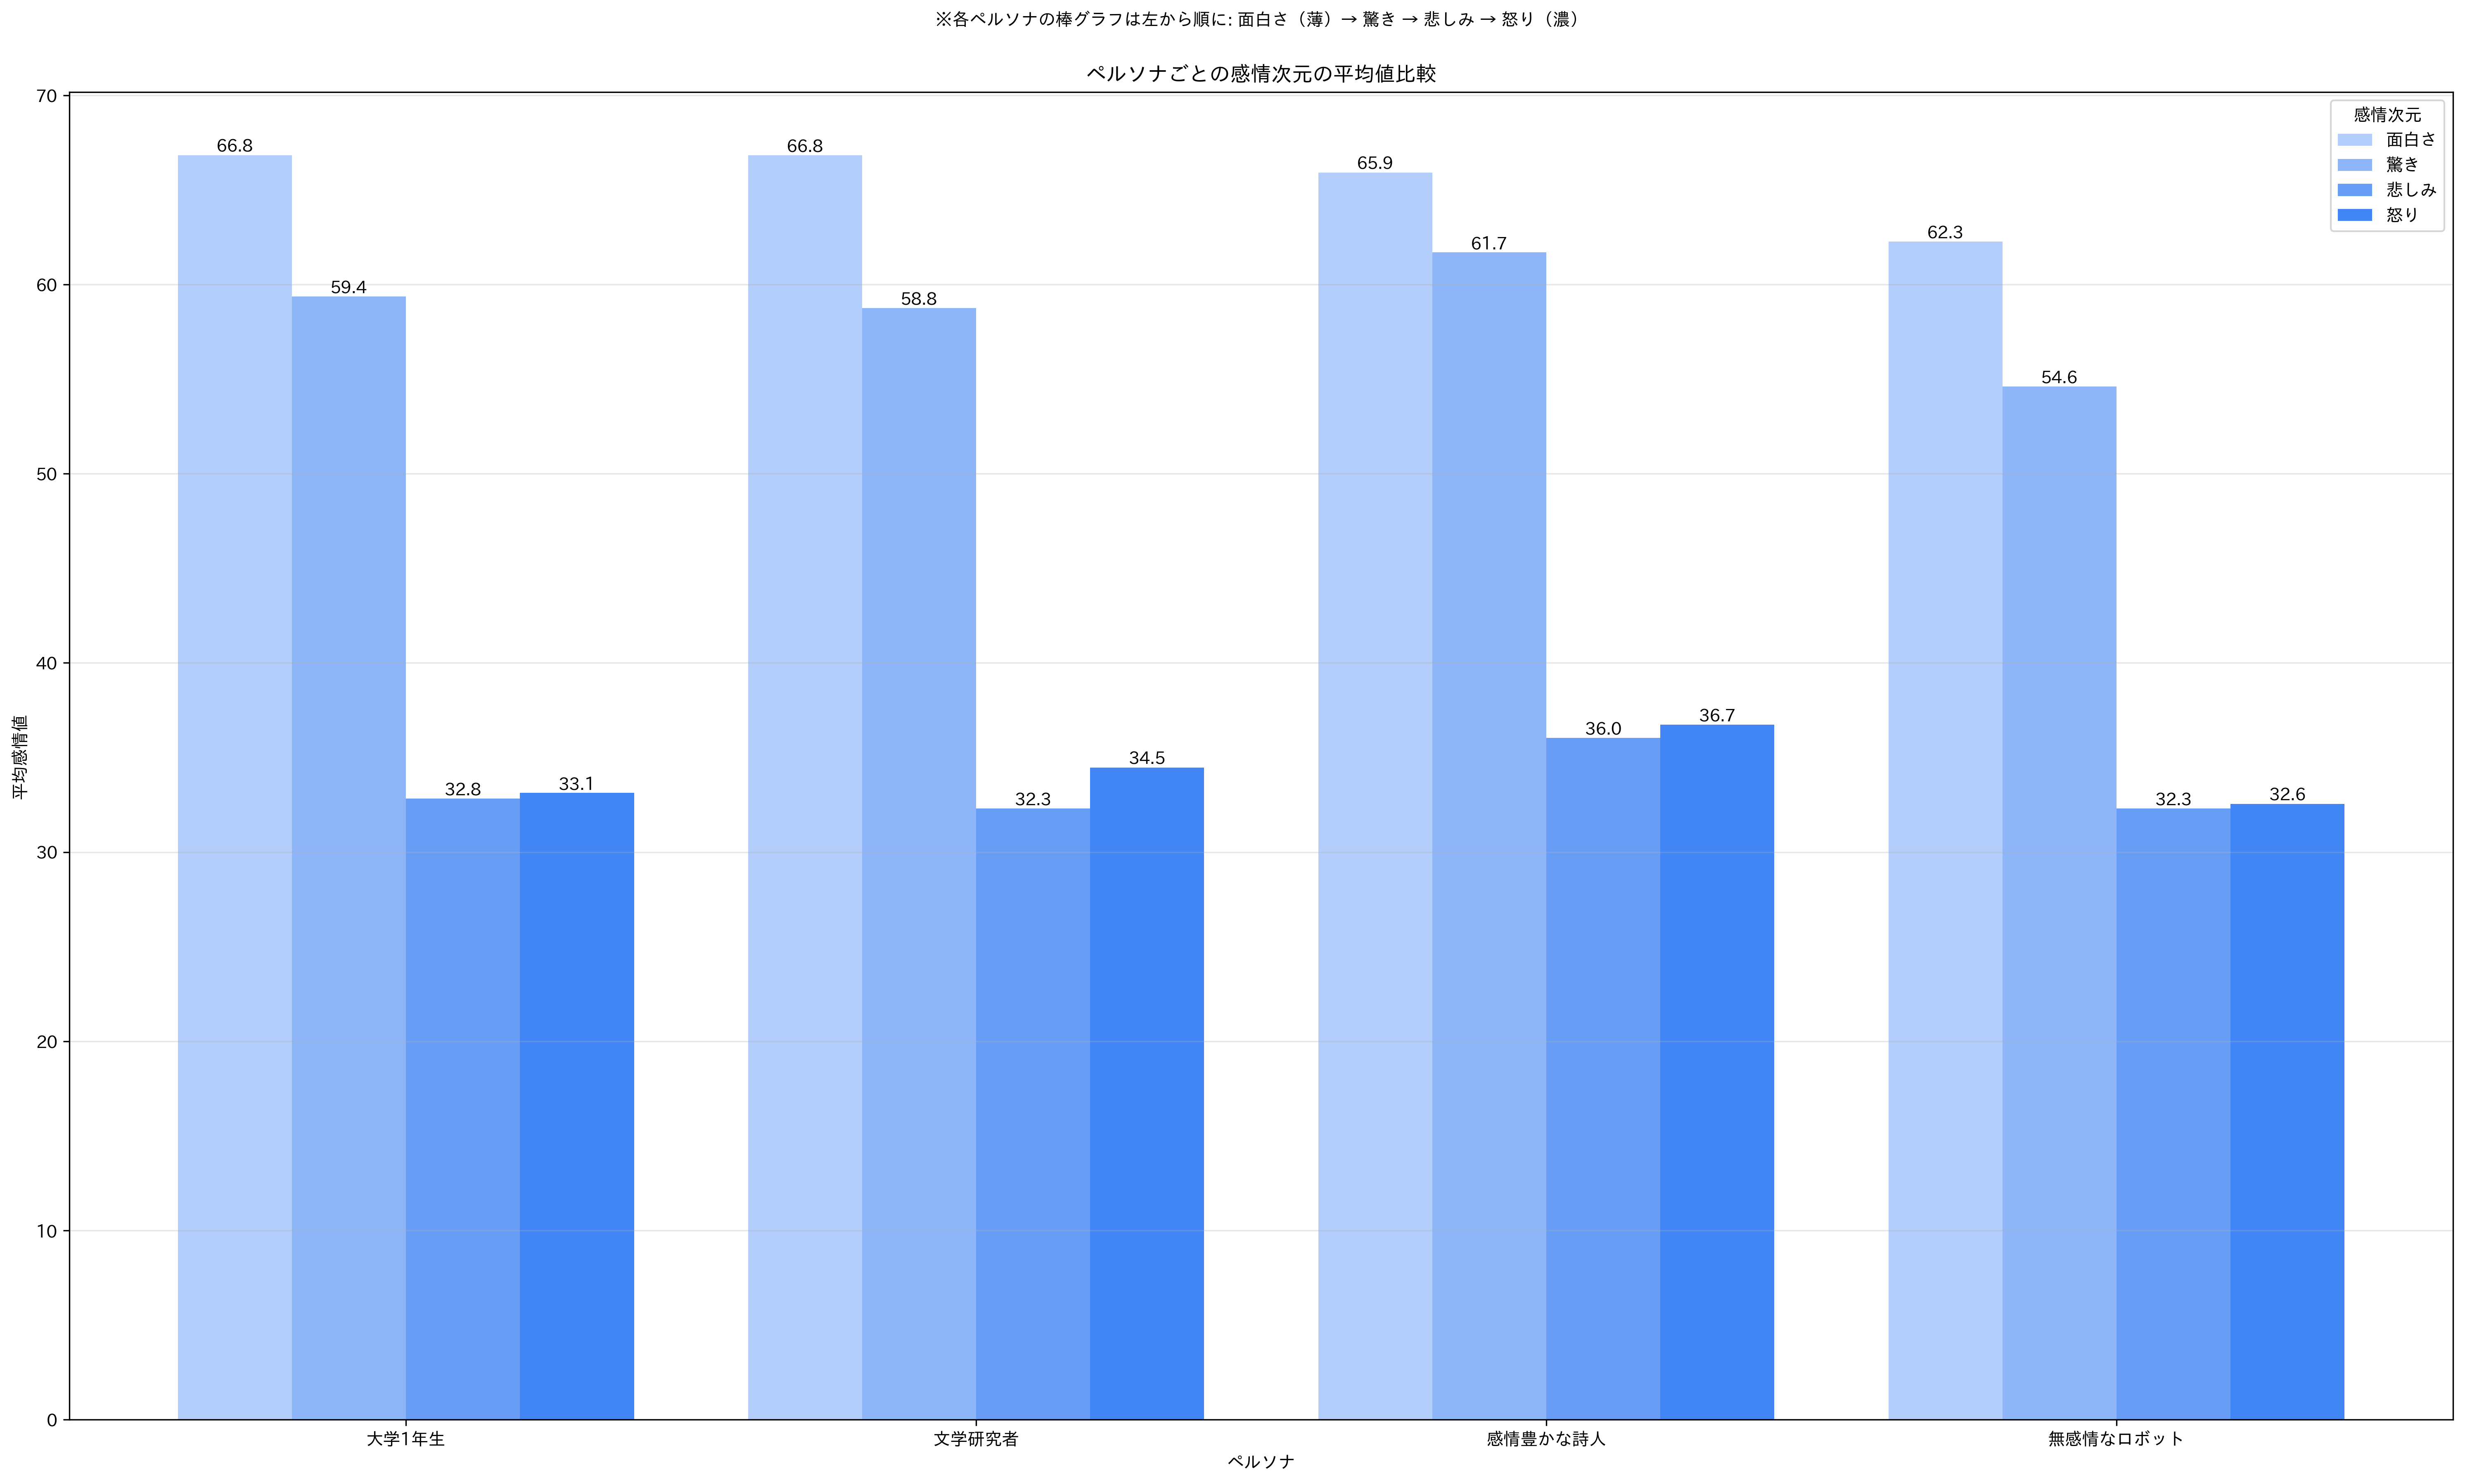 ※各ペルソナの棒グラフは左から順に: 面白さ（薄）→ 驚き → 悲しみ → 怒り（濃）
ペルソナごとの感情次元の平均値比較
感情次元
面白さ
驚き
悲しみ
怒り
平均感情値
70
60
50
40
30
20
10
0
66.8
59.4
32.8
33.1
66.8
58.8
32.3
34.5
65.9
61.7
36.0
36.7
62.3
54.6
32.3
32.6
大学1年生
文学研究者
感情豊かな詩人
無感情なロボット
ペルソナ